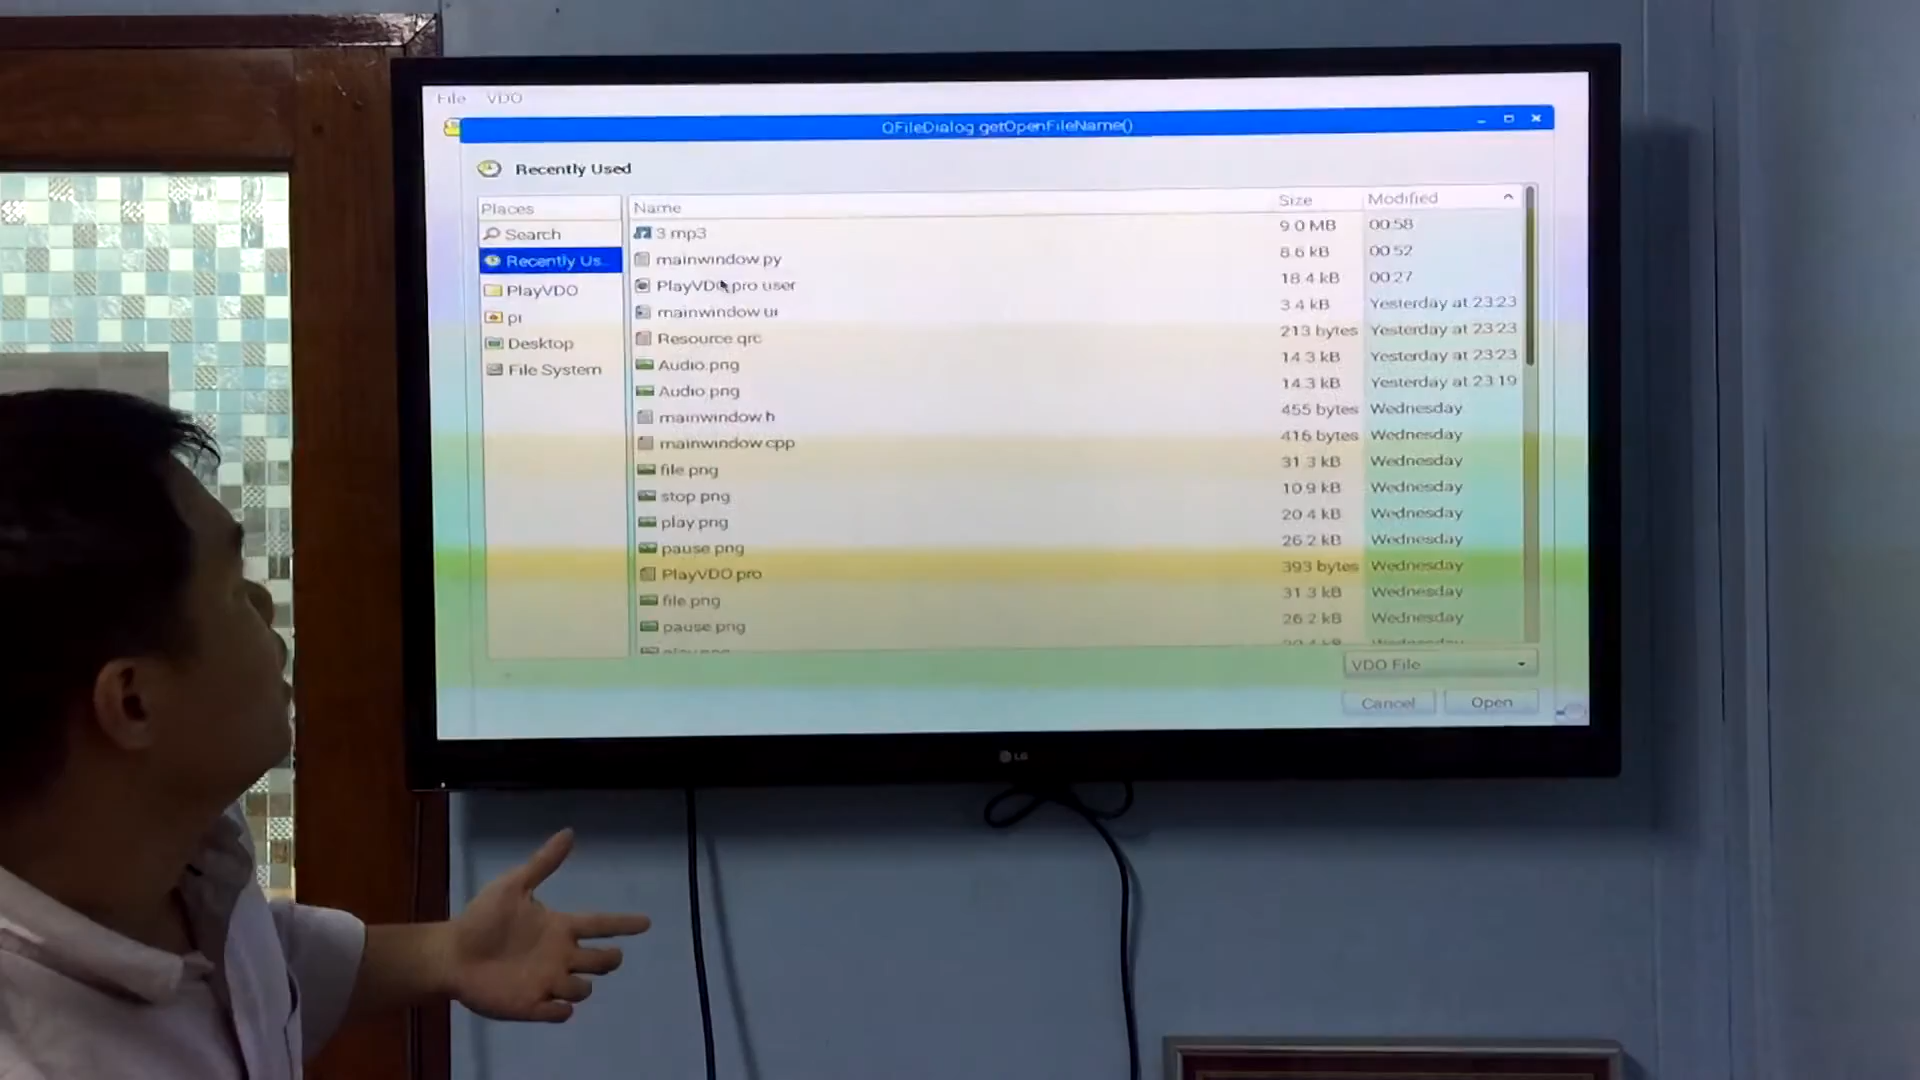 File VDO
QFileDialog getOpenFileName()
Recently Used
Places Name Size Modified
Search
Recently Us..
PlayVDO
pi
Desktop
File System
3 mp3 9.0 MB 00:58
mainwindow.py 8.6 kB 00:52
PlayVDO.pro.user 18.4 kB 00:27
mainwindow.ui 3.4 kB Yesterday at 23:23
Resource.qrc 213 bytes Yesterday at 23:23
Audio.png 14.3 kB Yesterday at 23:23
Audio.png 14.3 kB Yesterday at 23:19
mainwindow.h 455 bytes Wednesday
mainwindow.cpp 416 bytes Wednesday
file.png 31.3 kB Wednesday
stop.png 10.9 kB Wednesday
play.png 20.4 kB Wednesday
pause.png 26.2 kB Wednesday
PlayVDO.pro 393 bytes Wednesday
file.png 31.3 kB Wednesday
pause.png 26.2 kB Wednesday
VDO File
Cancel Open
LG